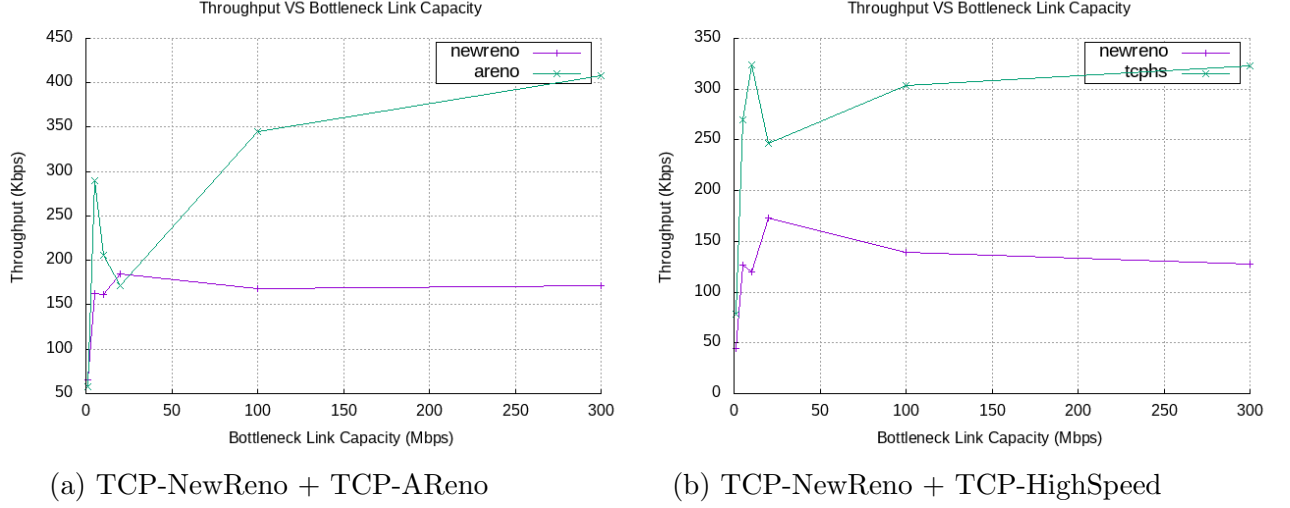 Throughput VS Bottleneck Link Capacity
450
400
350
300
250
200
150
100
50
0
50
100
150
200
250
300
Throughput (Kbps)
Bottleneck Link Capacity (Mbps)
newreno
areno
(a) TCP-NewReno + TCP-AReno
Throughput VS Bottleneck Link Capacity
350
300
250
200
150
100
50
0
0
50
100
150
200
250
300
Throughput (Kbps)
Bottleneck Link Capacity (Mbps)
newreno
tcphs
(b) TCP-NewReno + TCP-HighSpeed